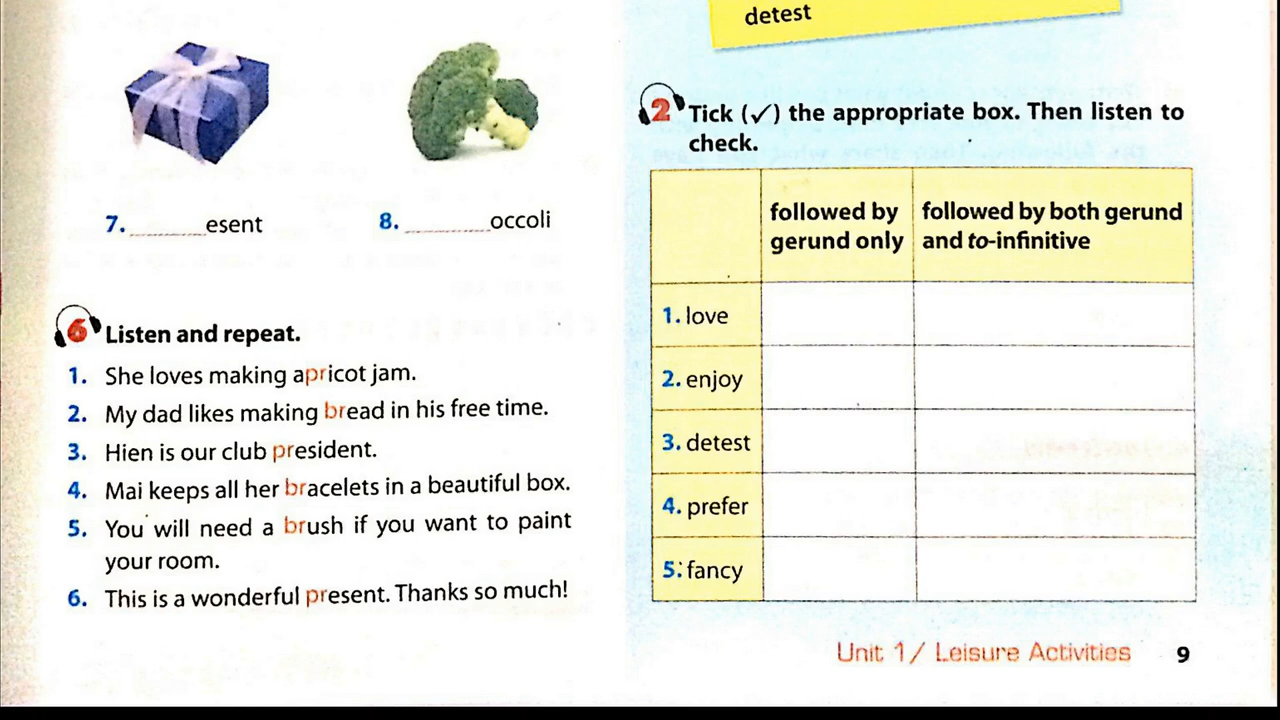 7. ______esent
8. _______occoli
6 Listen and repeat.
1. She loves making apricot jam.
2. My dad likes making bread in his free time.
3. Hien is our club president.
4. Mai keeps all her bracelets in a beautiful box.
5. You will need a brush if you want to paint
your room.
6. This is a wonderful present. Thanks so much!
detest
2 Tick (✓) the appropriate box. Then listen to
check.
followed by
gerund only
followed by both gerund
and to-infinitive
1. love
2. enjoy
3. detest
4. prefer
5. fancy
Unit 1/ Leisure Activities 9